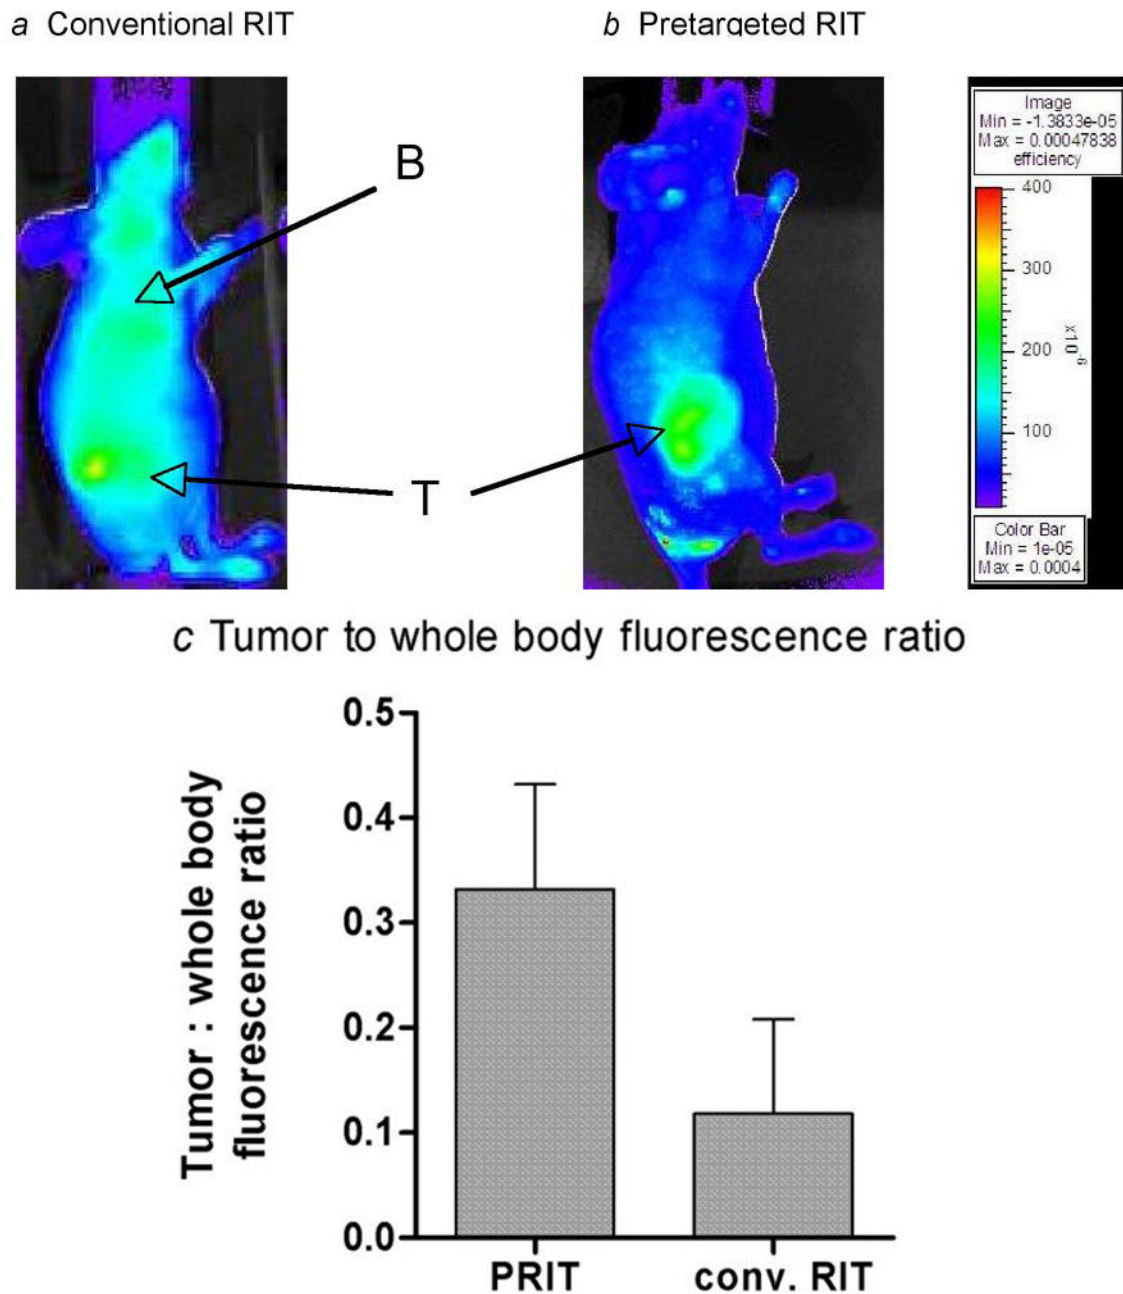 a Conventional RIT
b Pretargeted RIT
B
T
Image
Min = -1.3833e-05
Max = 0.00047838
efficiency
400
300
200
100
x10^-6
Color Bar
Min = 1e-05
Max = 0.0004
c Tumor to whole body fluorescence ratio
Tumor : whole body
fluorescence ratio
0.5
0.4
0.3
0.2
0.1
0.0
PRIT
conv. RIT